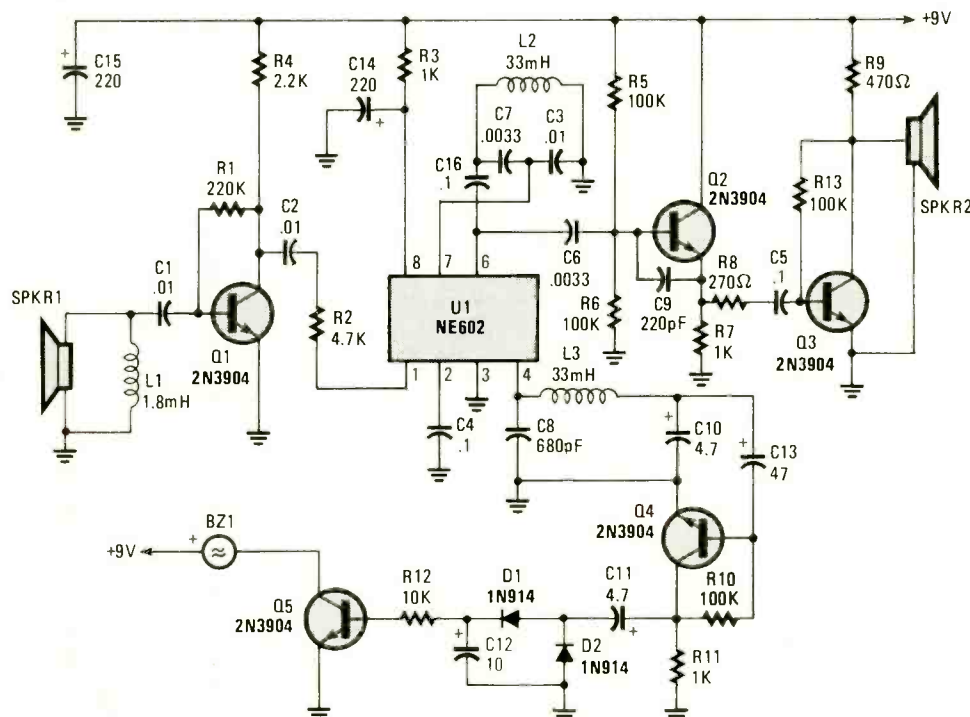 +9V
C15
220
R4
2.2K
C14
220
R3
1K
L2
33mH
C7
.0033
C3
.01
C16
.1
R5
100K
R9
470Ω
R1
220K
C2
.01
C1
.01
Q2
2N3904
R13
100K
SPKR2
SPKR1
L1
1.8mH
Q1
2N3904
R2
4.7K
8
7
6
U1
NE602
1
2
3
4
C6
.0033
R6
100K
C9
220pF
R8
270Ω
C5
.1
R7
1K
Q3
2N3904
C4
.1
L3
33mH
C8
680pF
C10
4.7
C13
47
Q4
2N3904
+9V
BZ1
Q5
2N3904
R12
10K
D1
1N914
C11
4.7
R10
100K
C12
10
D2
1N914
R11
1K